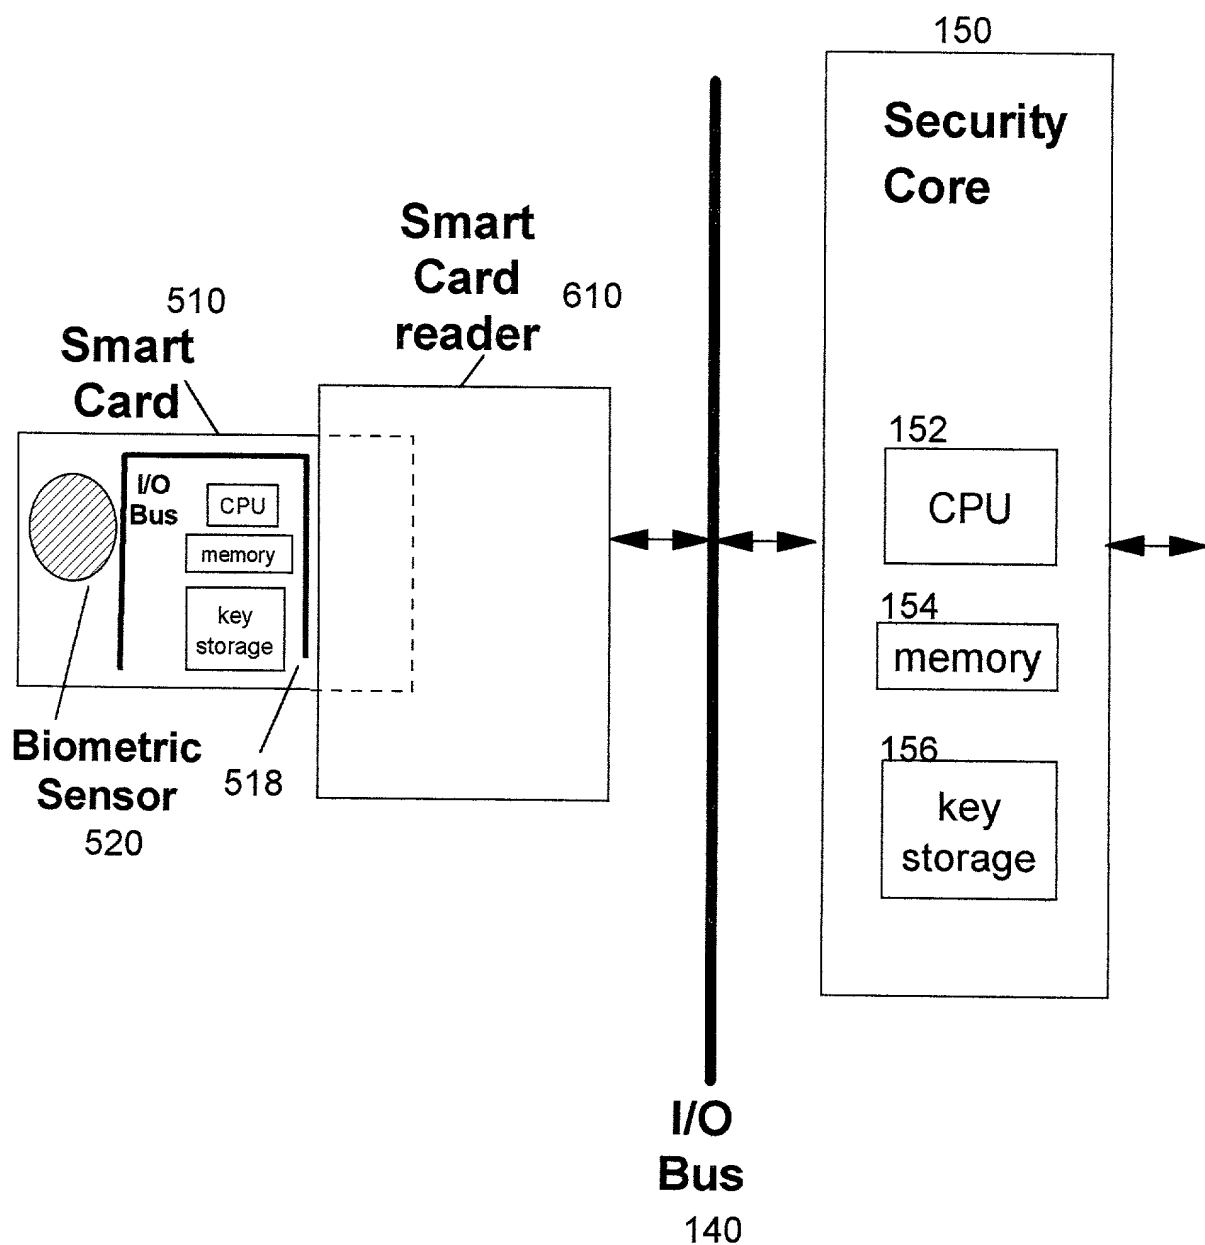 150
Security
Core
Smart
Card
reader
610
510
Smart
Card
I/O
Bus
CPU
memory
key
storage
152
CPU
154
memory
156
key
storage
Biometric
Sensor
520
518
I/O
Bus
140